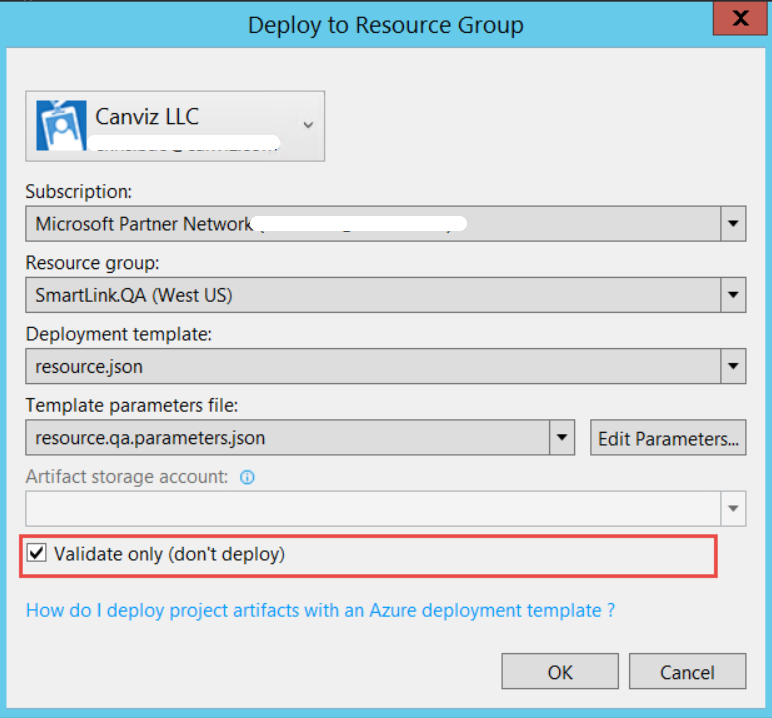 Deploy to Resource Group
X
Canviz LLC
Subscription:
Microsoft Partner Network
Resource group:
SmartLink.QA (West US)
Deployment template:
resource.json
Template parameters file:
resource.qa.parameters.json
Edit Parameters...
Artifact storage account:
Validate only (don't deploy)
How do I deploy project artifacts with an Azure deployment template ?
OK
Cancel